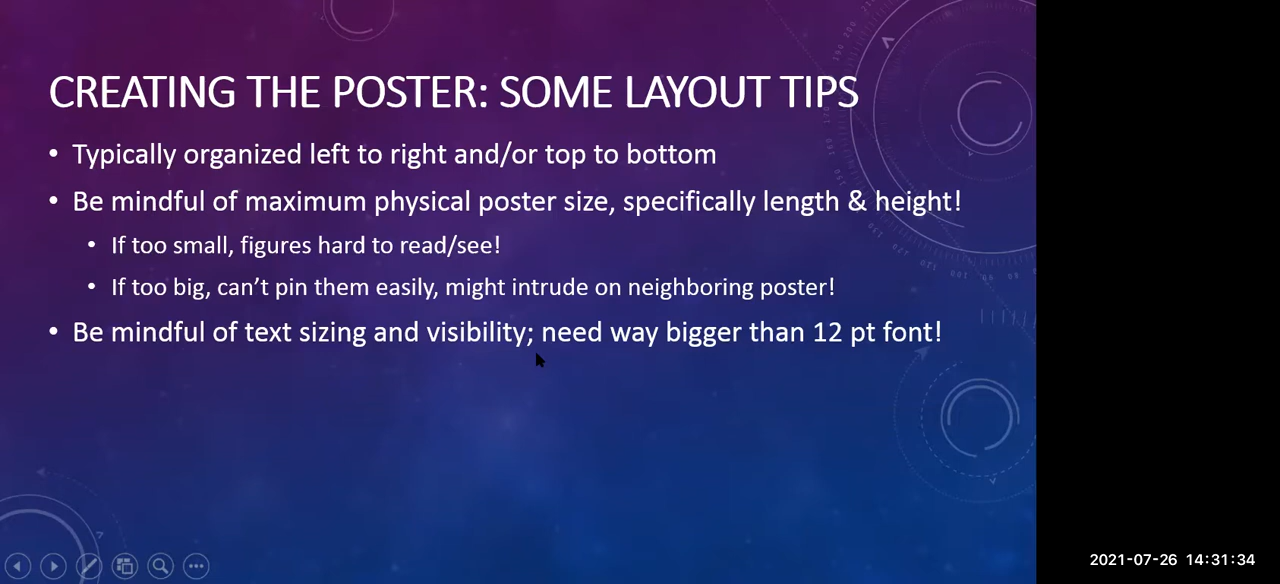 CREATING THE POSTER: SOME LAYOUT TIPS
• Typically organized left to right and/or top to bottom
• Be mindful of maximum physical poster size, specifically length & height!
• If too small, figures hard to read/see!
• If too big, can’t pin them easily, might intrude on neighboring poster!
• Be mindful of text sizing and visibility; need way bigger than 12 pt font!
2021-07-26 14:31:34